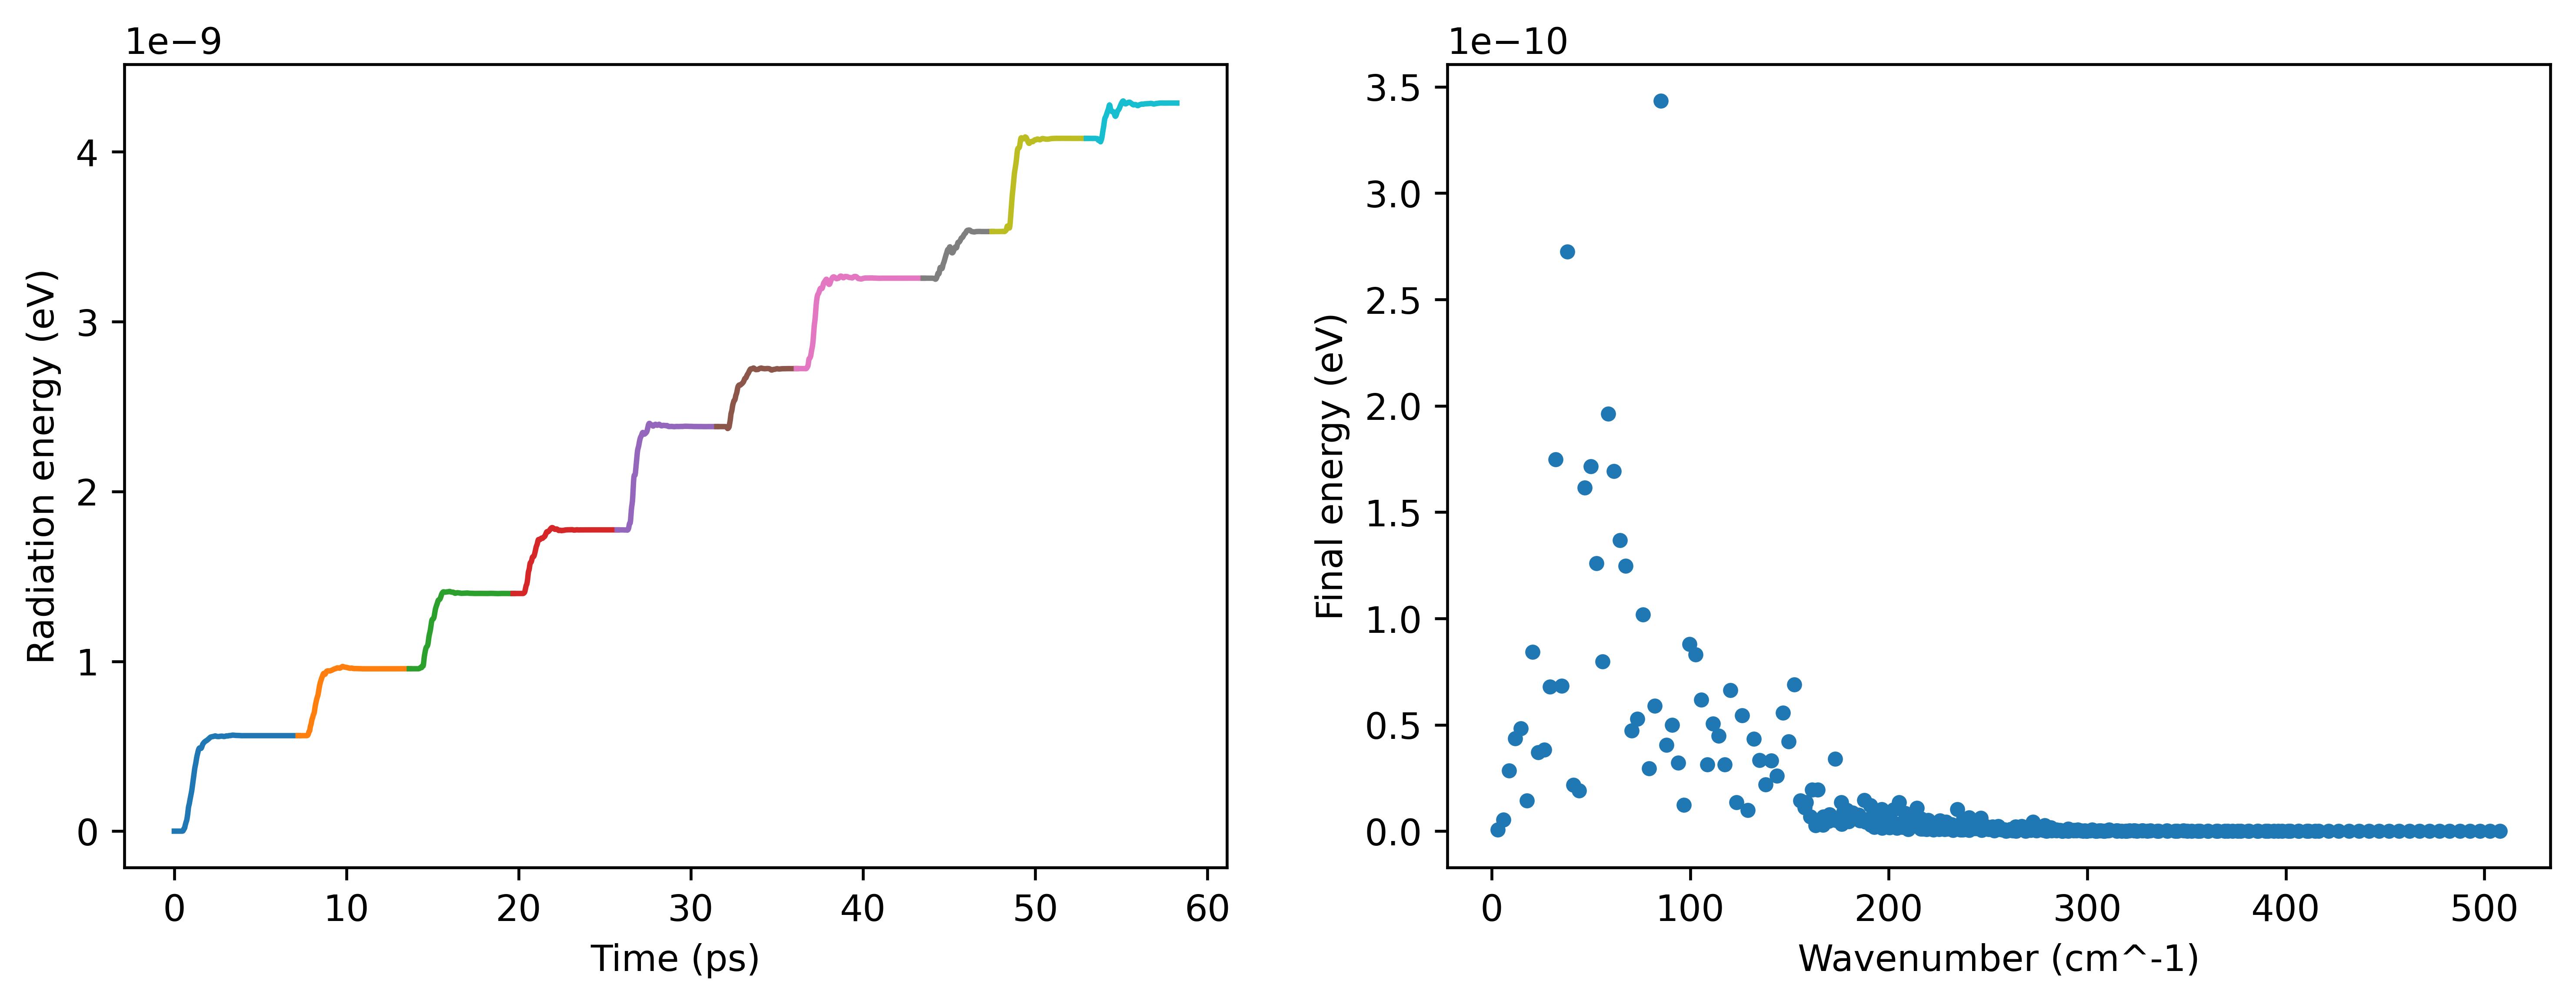 1e−9
Radiation energy (eV)
4
3
2
1
0
0 10 20 30 40 50 60
Time (ps)
1e−10
Final energy (eV)
3.5
3.0
2.5
2.0
1.5
1.0
0.5
0.0
0 100 200 300 400 500
Wavenumber (cm^-1)